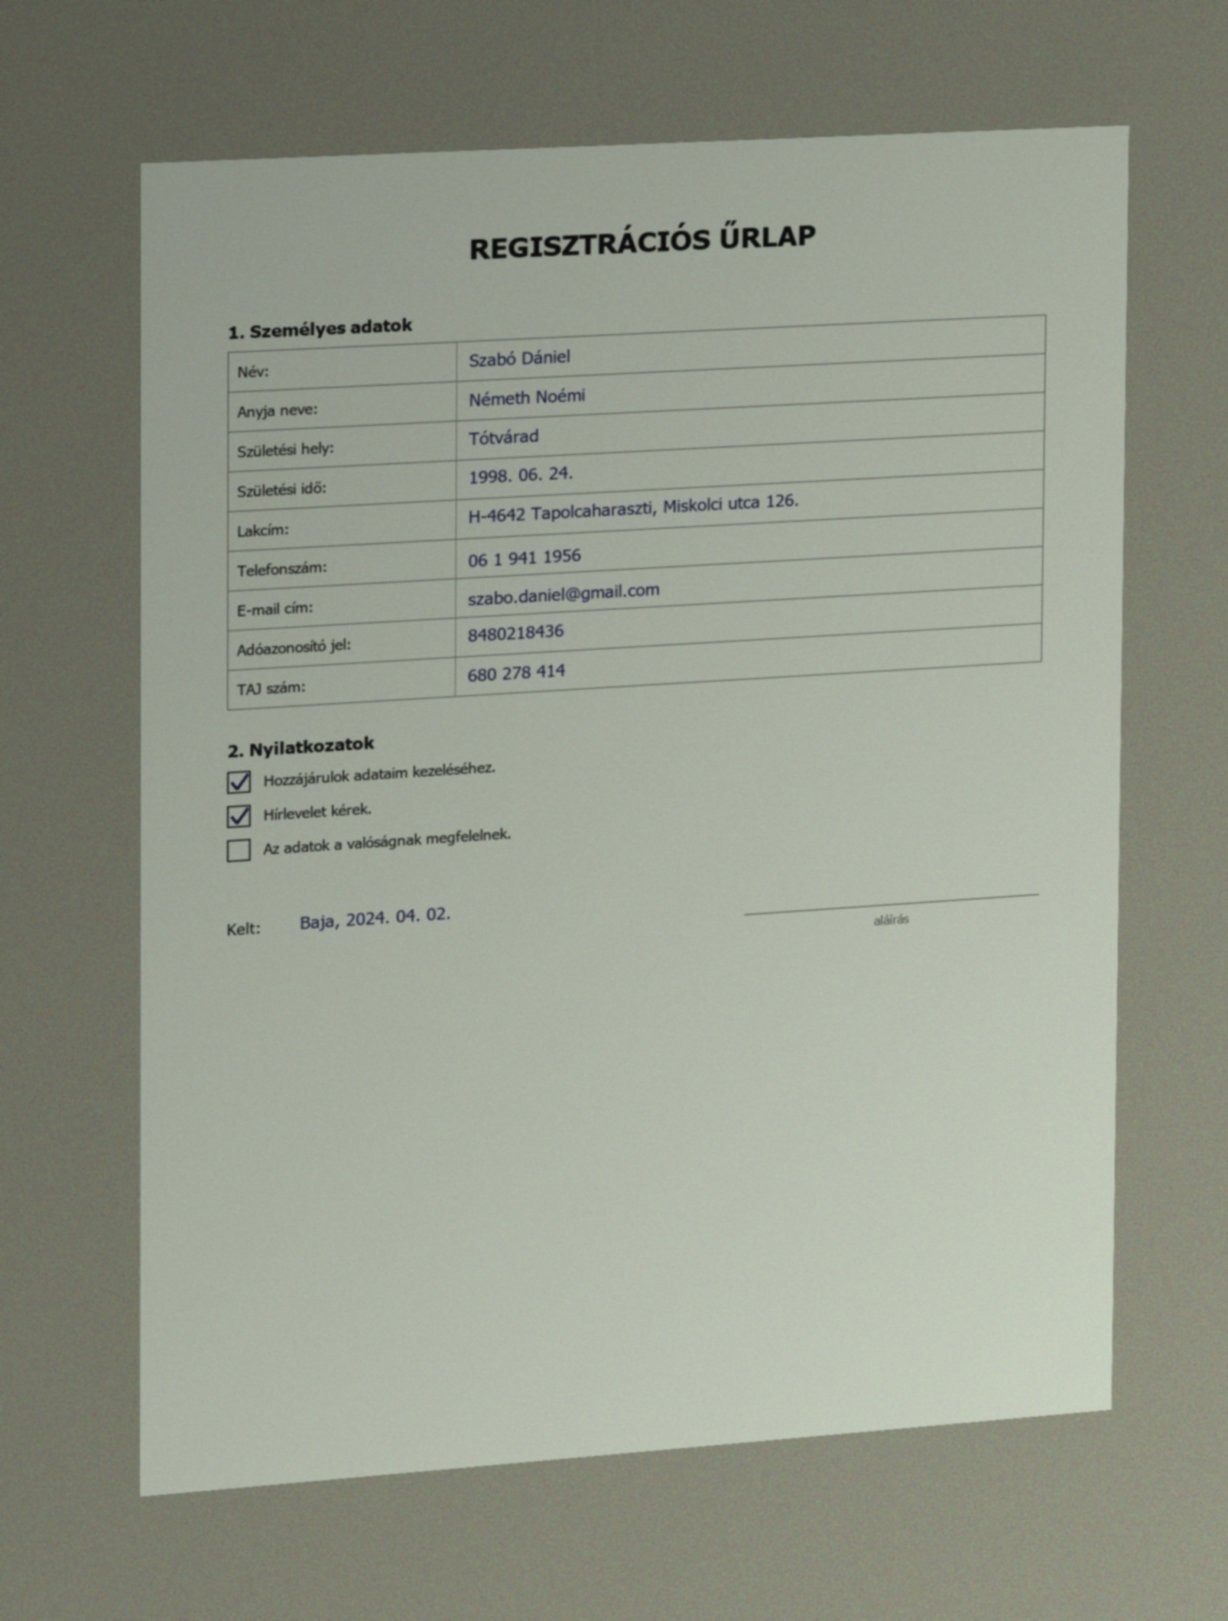 REGISZTRÁCIÓS ŰRLAP
1. Személyes adatok
Név: Szabó Dániel
Anyja neve: Németh Noémi
Születési hely: Tótvárad
Születési idő: 1998. 06. 24.
Lakcím: H-4642 Tapolcaharaszti, Miskolci utca 126.
Telefonszám: 06 1 941 1956
E-mail cím: szabo.daniel@gmail.com
Adóazonosító jel: 8480218436
TAJ szám: 680 278 414
2. Nyilatkozatok
Hozzájárulok adataim kezeléséhez.
Hírlevelet kérek.
Az adatok a valóságnak megfelelnek.
Kelt: Baja, 2024. 04. 02.
aláírás